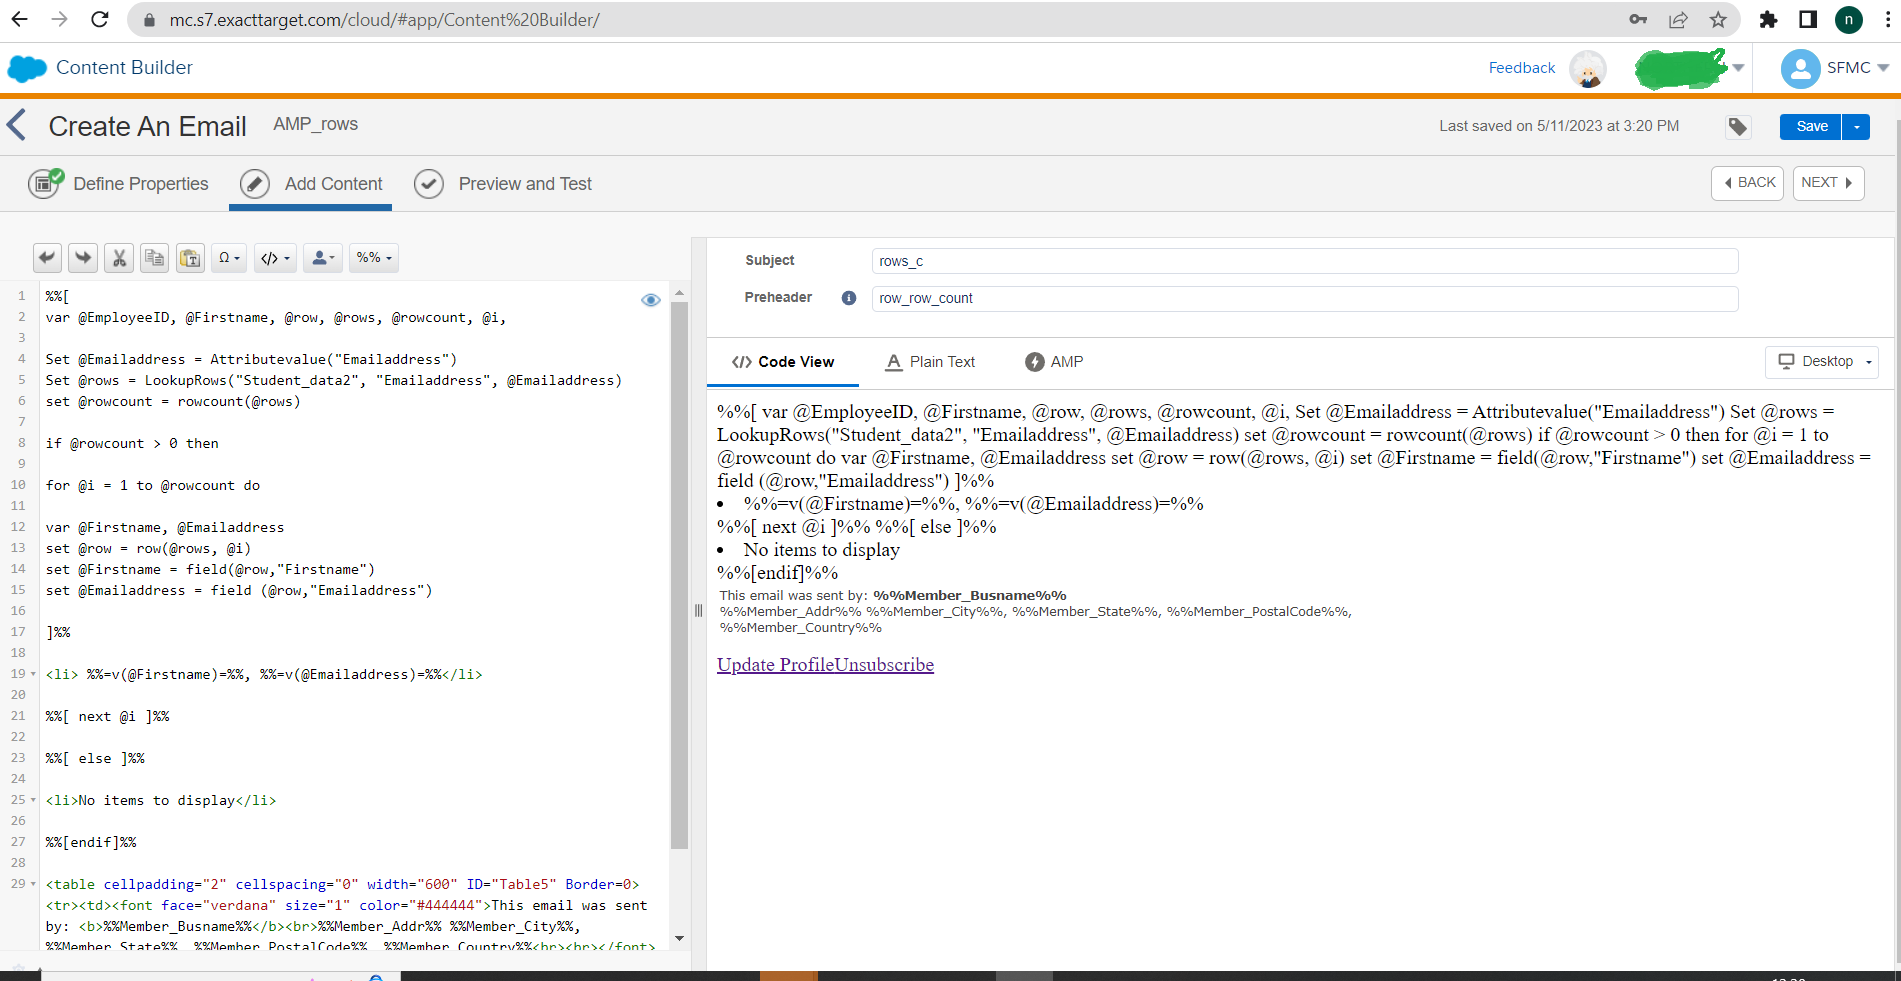 mc.s7.exacttarget.com/cloud/#app/Content%20Builder/
n
Content Builder
Feedback
SFMC
Create An Email
AMP_rows
Last saved on 5/11/2023 at 3:20 PM
Save
Define Properties
Add Content
Preview and Test
BACK
NEXT
Ω
</>
%%
1 %%[
2 var @EmployeeID, @Firstname, @row, @rows, @rowcount, @i,
3
4 Set @Emailaddress = Attributevalue("Emailaddress")
5 Set @rows = LookupRows("Student_data2", "Emailaddress", @Emailaddress)
6 set @rowcount = rowcount(@rows)
7
8 if @rowcount > 0 then
9
10 for @i = 1 to @rowcount do
11
12 var @Firstname, @Emailaddress
13 set @row = row(@rows, @i)
14 set @Firstname = field(@row,"Firstname")
15 set @Emailaddress = field (@row,"Emailaddress")
16
17 ]%%
18
19 <li> %%=v(@Firstname)=%%, %%=v(@Emailaddress)=%%</li>
20
21 %%[ next @i ]%%
22
23 %%[ else ]%%
24
25 <li>No items to display</li>
26
27 %%[endif]%%
28
29 <table cellpadding="2" cellspacing="0" width="600" ID="Table5" Border=0>
<tr><td><font face="verdana" size="1" color="#444444">This email was sent
by: <b>%%Member_Busname%%</b><br>%%Member_Addr%% %%Member_City%%,
%%Member_State%%, %%Member_PostalCode%%, %%Member_Country%%<br><br></font>
Subject
rows_c
Preheader
row_row_count
</> Code View
A Plain Text
AMP
Desktop
%%[ var @EmployeeID, @Firstname, @row, @rows, @rowcount, @i, Set @Emailaddress = Attributevalue("Emailaddress") Set @rows =
LookupRows("Student_data2", "Emailaddress", @Emailaddress) set @rowcount = rowcount(@rows) if @rowcount > 0 then for @i = 1 to
@rowcount do var @Firstname, @Emailaddress set @row = row(@rows, @i) set @Firstname = field(@row,"Firstname") set @Emailaddress =
field (@row,"Emailaddress") ]%%
• %%=v(@Firstname)=%%, %%=v(@Emailaddress)=%%
%%[ next @i ]%% %%[ else ]%%
• No items to display
%%[endif]%%
This email was sent by: %%Member_Busname%%
%%Member_Addr%% %%Member_City%%, %%Member_State%%, %%Member_PostalCode%%,
%%Member_Country%%
Update ProfileUnsubscribe